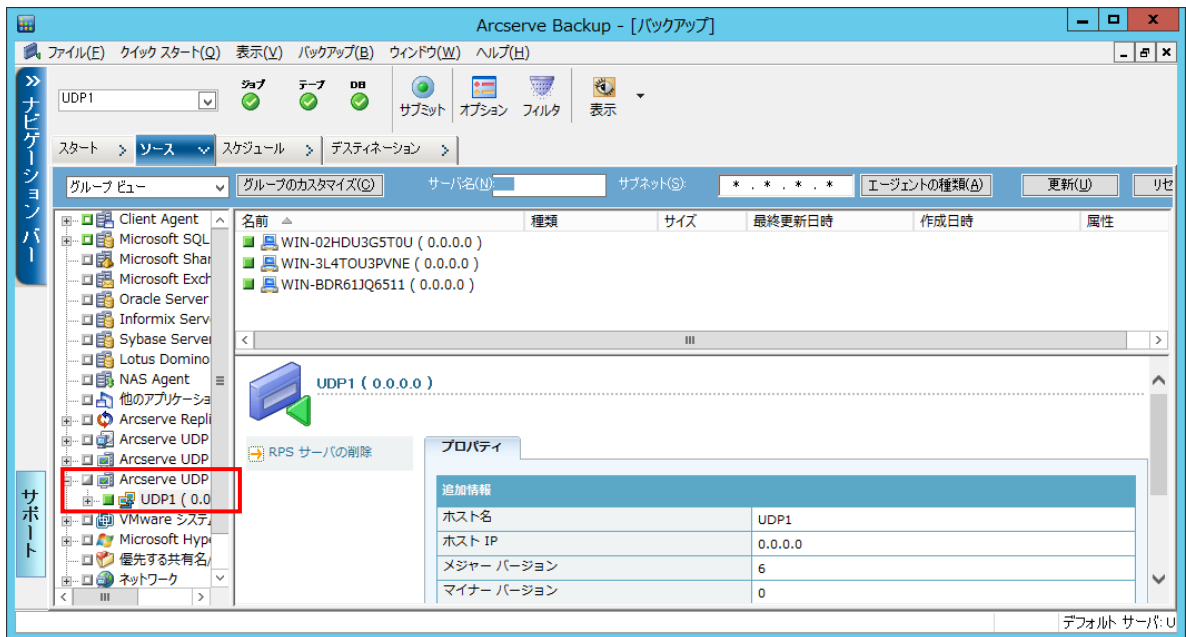 Arcserve Backup - [バックアップ]
ファイル(F) クイック スタート(Q) 表示(V) バックアップ(B) ウィンドウ(W) ヘルプ(H)
ナビゲーション バー
UDP1
ジョブ テープ DB
サブミット オプション フィルタ 表示
スタート ソース スケジュール デスティネーション
グループ ビュー グループのカスタマイズ(C) サーバ名(N): サブネット(S): * . * . * . * エージェントの種類(A) 更新(U) リセ
Client Agent
Microsoft SQL
Microsoft Shar
Microsoft Exch
Oracle Server
Informix Serv
Sybase Server
Lotus Domino
NAS Agent
他のアプリケーショ
Arcserve Repli
Arcserve UDP
Arcserve UDP
Arcserve UDP
UDP1 ( 0.0
VMware システム
Microsoft Hype
優先する共有名/
ネットワーク
名前 種類 サイズ 最終更新日時 作成日時 属性
WIN-02HDU3G5T0U ( 0.0.0.0 )
WIN-3L4TOU3PVNE ( 0.0.0.0 )
WIN-BDR61JQ6511 ( 0.0.0.0 )
UDP1 ( 0.0.0.0 )
RPS サーバの削除
プロパティ
追加情報
ホスト名 UDP1
ホスト IP 0.0.0.0
メジャー バージョン 6
マイナー バージョン 0
サポート
デフォルト サーバ: U